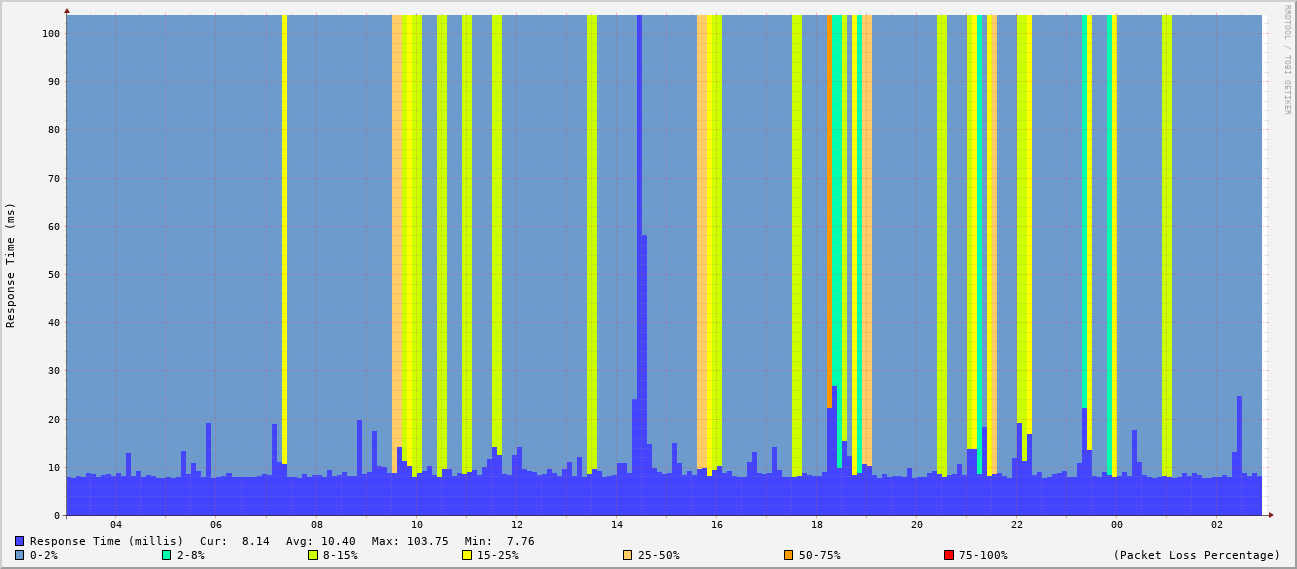 RRDTOOL / TOBI OETIKER
Response Time (ms)
100
90
80
70
60
50
40
30
20
10
0
04 06 08 10 12 14 16 18 20 22 00 02
Response Time (millis) Cur: 8.14 Avg: 10.40 Max: 103.75 Min: 7.76
0-2% 2-8% 8-15% 15-25% 25-50% 50-75% 75-100% (Packet Loss Percentage)